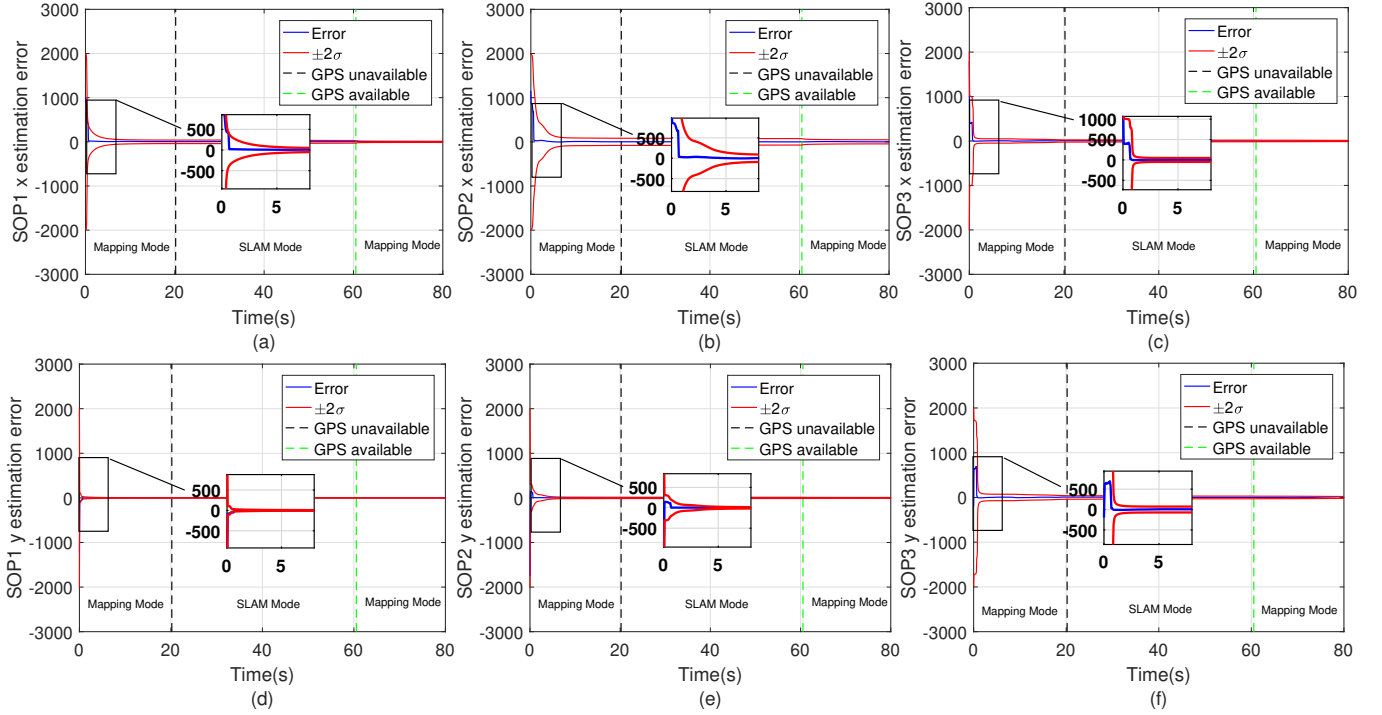 3000
2000
1000
0
-1000
-2000
-3000
SOP1 x estimation error
Error
±2σ
GPS unavailable
GPS available
500
0
-500
0 5
Mapping Mode SLAM Mode Mapping Mode
0 20 40 60 80
Time(s)
(a)
3000
2000
1000
0
-1000
-2000
-3000
SOP2 x estimation error
Error
±2σ
GPS unavailable
GPS available
500
0
-500
0 5
Mapping Mode SLAM Mode Mapping Mode
0 20 40 60 80
Time(s)
(b)
3000
2000
1000
0
-1000
-2000
-3000
SOP3 x estimation error
Error
±2σ
GPS unavailable
GPS available
1000
500
0
-500
0 5
Mapping Mode SLAM Mode Mapping Mode
0 20 40 60 80
Time(s)
(c)
3000
2000
1000
0
-1000
-2000
-3000
SOP1 y estimation error
Error
±2σ
GPS unavailable
GPS available
500
0
-500
0 5
Mapping Mode SLAM Mode Mapping Mode
0 20 40 60 80
Time(s)
(d)
3000
2000
1000
0
-1000
-2000
-3000
SOP2 y estimation error
Error
±2σ
GPS unavailable
GPS available
500
0
-500
0 5
Mapping Mode SLAM Mode Mapping Mode
0 20 40 60 80
Time(s)
(e)
3000
2000
1000
0
-1000
-2000
-3000
SOP3 y estimation error
Error
±2σ
GPS unavailable
GPS available
500
0
-500
0 5
Mapping Mode SLAM Mode Mapping Mode
0 20 40 60 80
Time(s)
(f)